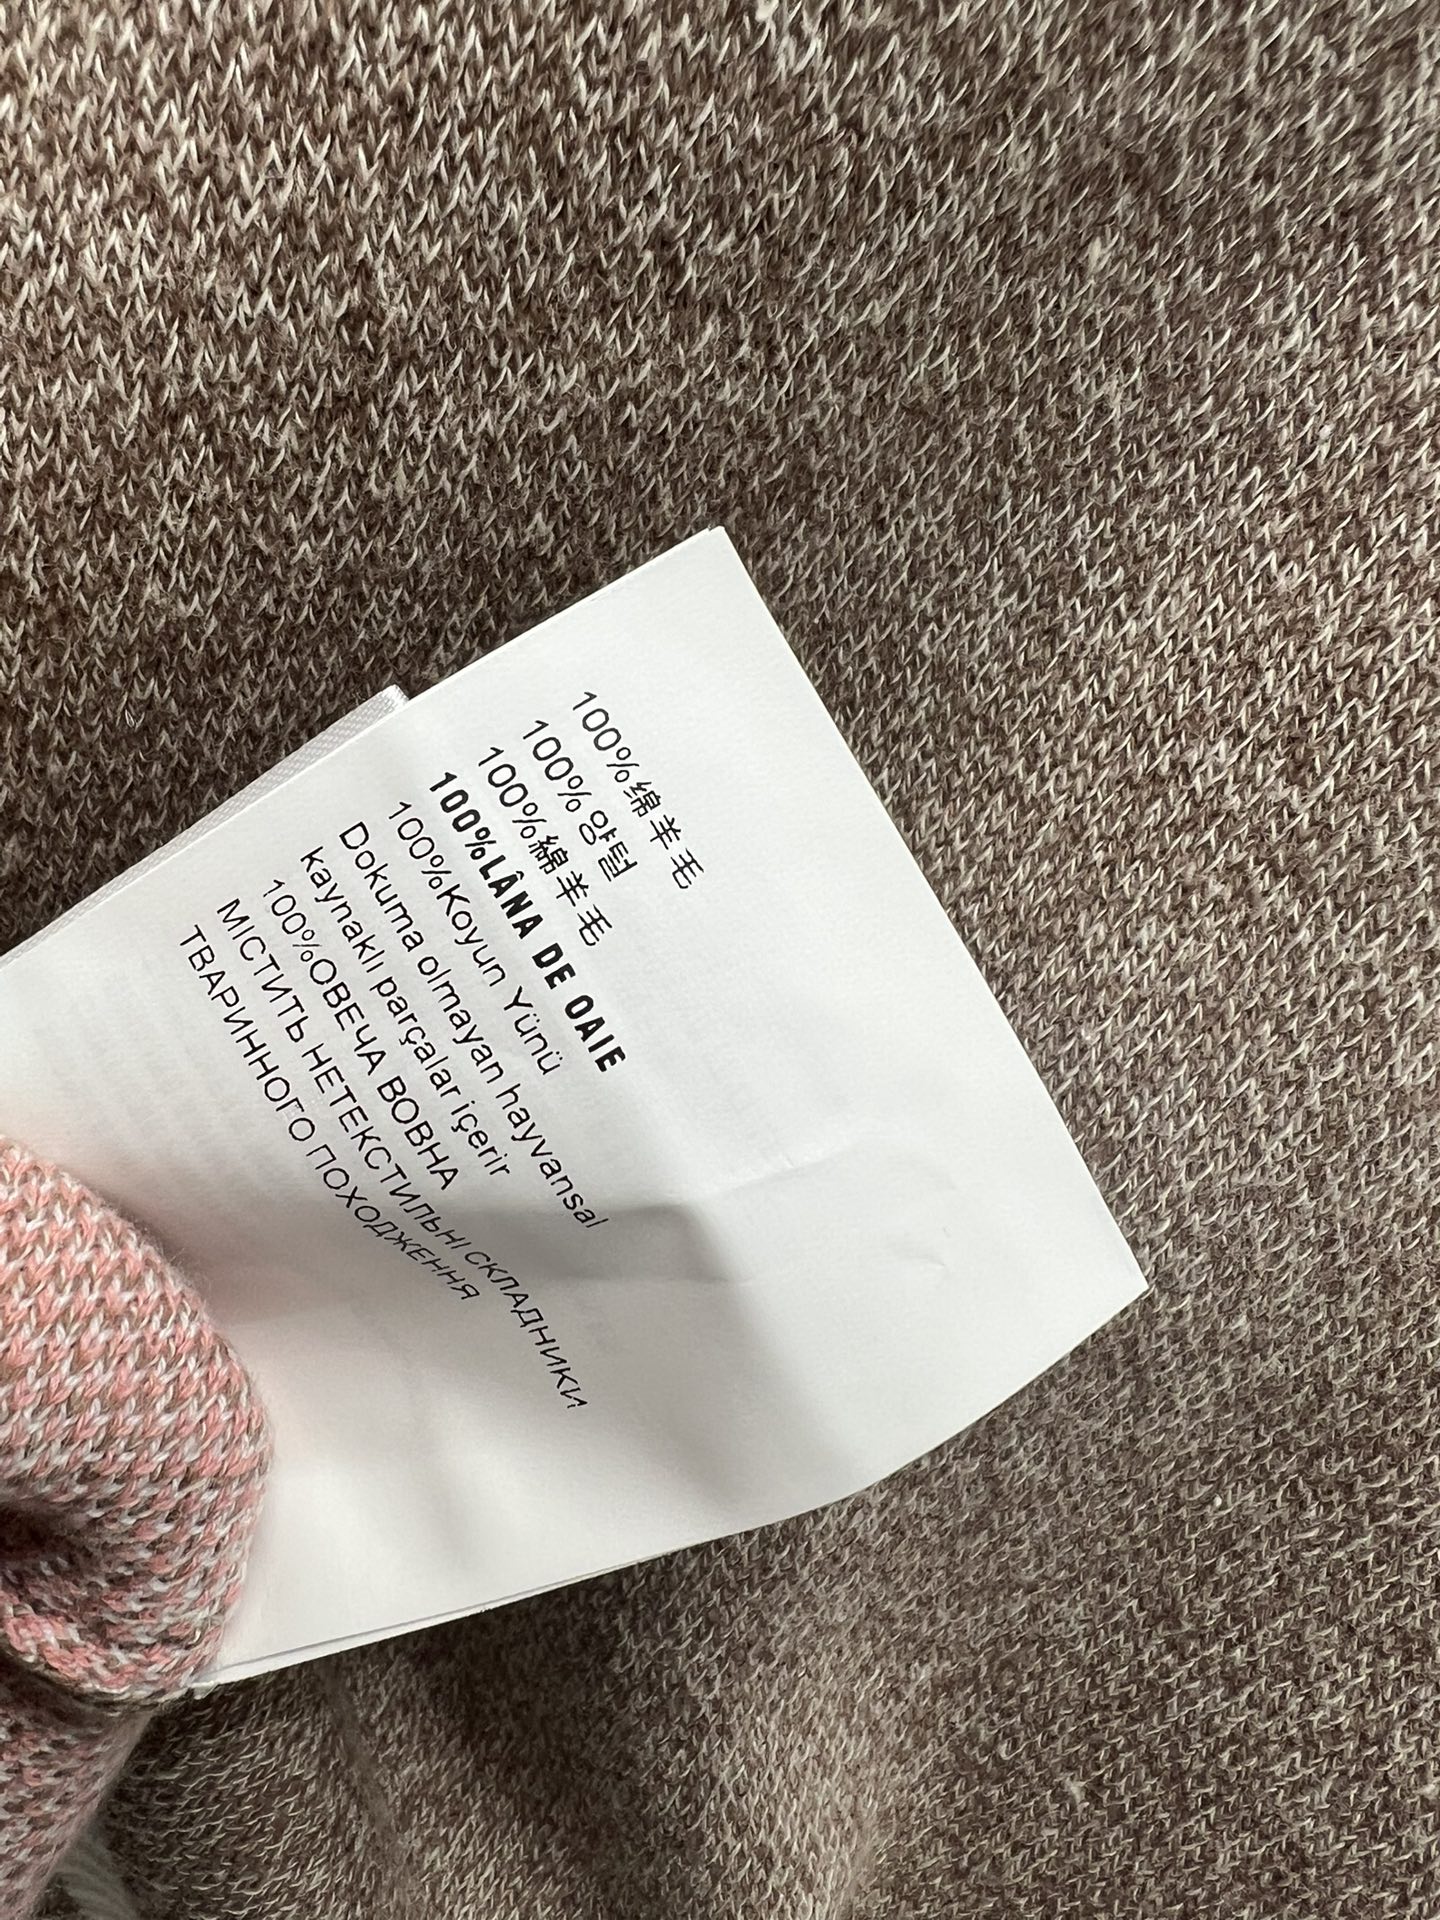 100%绵羊毛
100%양털
100%綿羊毛
100%LÂNA DE OAIE
100%Koyun Yünü
Dokuma olmayan hayvansal
kaynaklı parçalar içerir
100%ОВЕЧА ВОВНА
МІСТИТЬ НЕТЕКСТИЛЬНІ СКЛАДНИКИ
ТВАРИННОГО ПОХОДЖЕННЯ